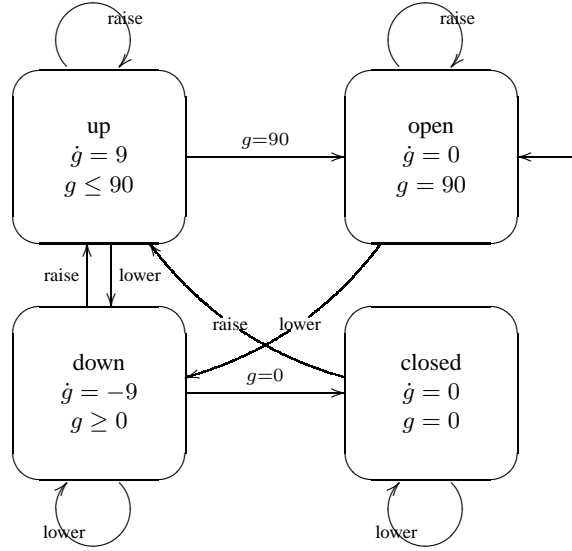 raise
raise
up
ġ = 9
g ≤ 90
g=90
open
ġ = 0
g = 90
raise
lower
raise
lower
down
ġ = −9
g ≥ 0
g=0
closed
ġ = 0
g = 0
lower
lower